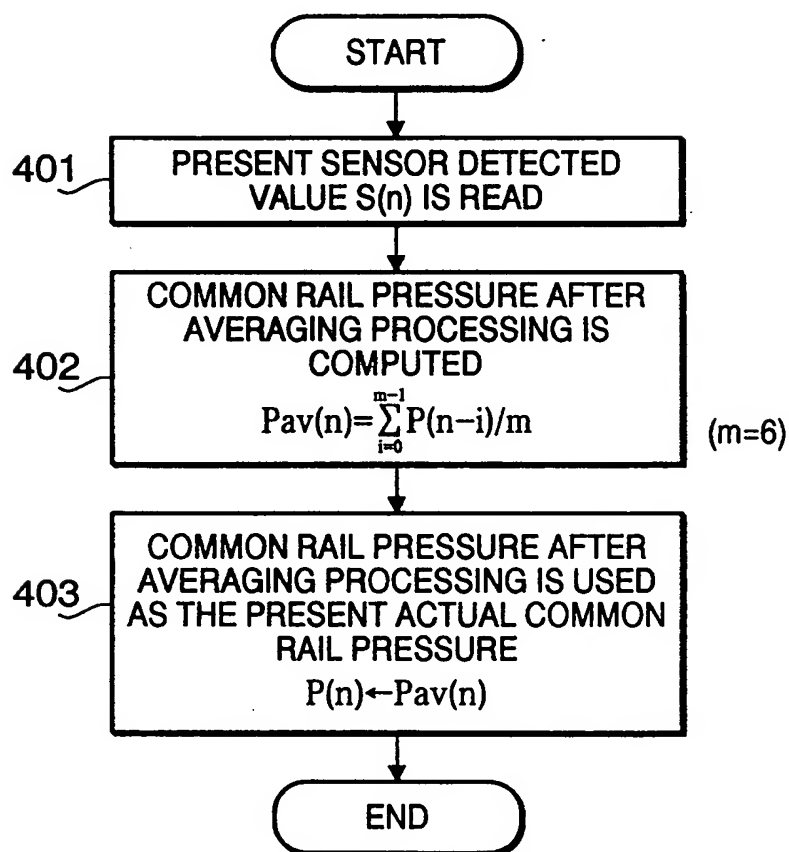 START
401
PRESENT SENSOR DETECTED
VALUE S(n) IS READ
402
COMMON RAIL PRESSURE AFTER
AVERAGING PROCESSING IS
COMPUTED
Pav(n)=∑_{i=0}^{m−1}P(n−i)/m
(m=6)
403
COMMON RAIL PRESSURE AFTER
AVERAGING PROCESSING IS USED
AS THE PRESENT ACTUAL COMMON
RAIL PRESSURE
P(n)←Pav(n)
END